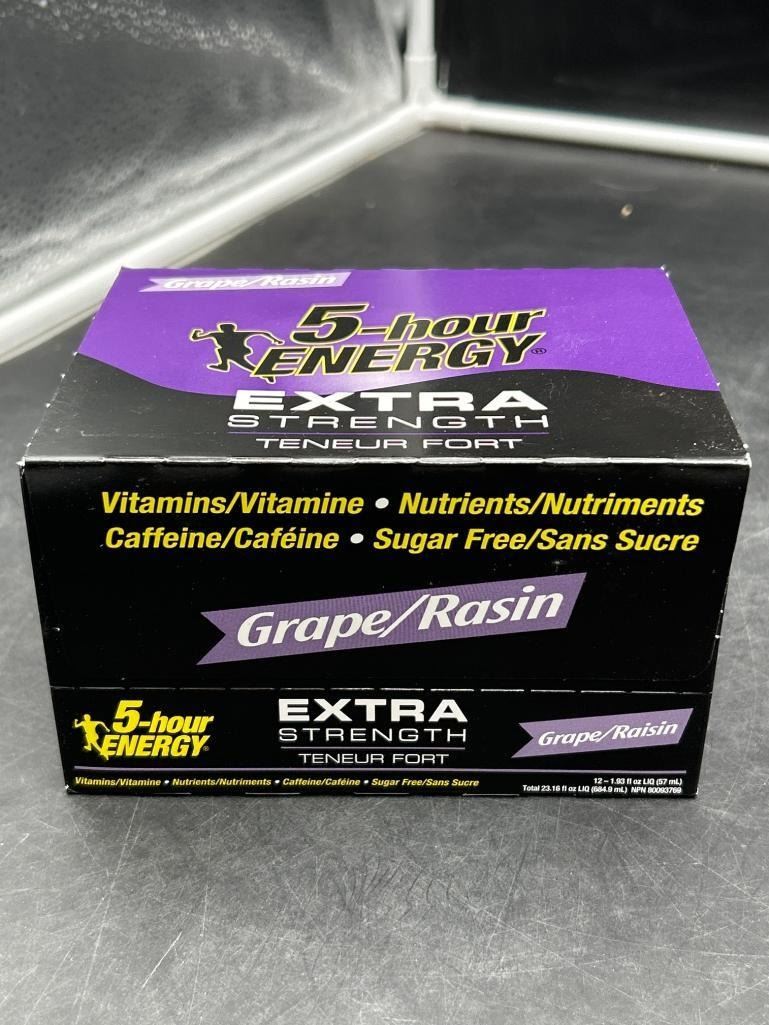 Grape/Rasin
5-hour
ENERGY®
EXTRA
STRENGTH
TENEUR FORT
Vitamins/Vitamine • Nutrients/Nutriments
Caffeine/Caféine • Sugar Free/Sans Sucre
Grape/Rasin
5-hour
ENERGY®
EXTRA
STRENGTH
TENEUR FORT
Grape/Raisin
Vitamins/Vitamine • Nutrients/Nutriments • Caffeine/Caféine • Sugar Free/Sans Sucre
12 – 1.93 fl oz LIQ (57 mL)
Total 23.16 fl oz LIQ (684.9 mL) NPN 80093769